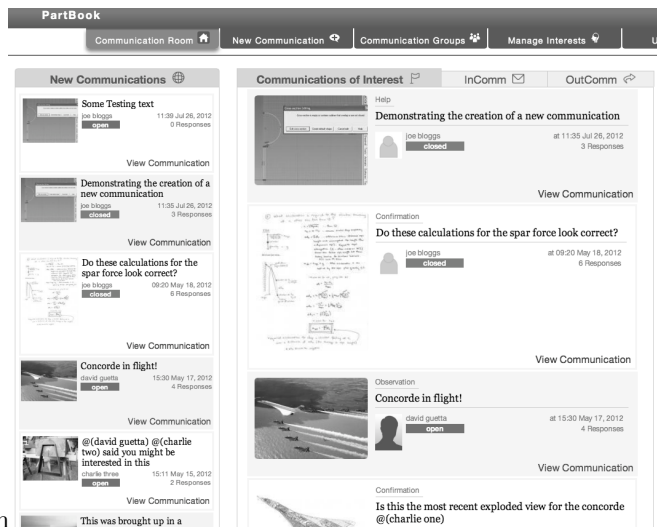 PartBook
Communication Room
New Communication
Communication Groups
Manage Interests
U
New Communications
Some Testing text
joe bloggs 11:39 Jul 26, 2012
open 0 Responses
View Communication
Demonstrating the creation of a
new communication
joe bloggs 11:35 Jul 26, 2012
closed 3 Responses
View Communication
Do these calculations for the
spar force look correct?
joe bloggs 09:20 May 18, 2012
closed 6 Responses
View Communication
Concorde in flight!
david guetta 15:30 May 17, 2012
open 4 Responses
View Communication
@(david guetta) @(charlie
two) said you might be
interested in this
charlie three 15:11 May 15, 2012
open 2 Responses
View Communication
This was brought up in a
Communications of Interest
InComm
OutComm
Help
Demonstrating the creation of a new communication
joe bloggs at 11:35 Jul 26, 2012
closed 3 Responses
View Communication
Confirmation
Do these calculations for the spar force look correct?
joe bloggs at 09:20 May 18, 2012
closed 6 Responses
View Communication
Observation
Concorde in flight!
david guetta at 15:30 May 17, 2012
open 4 Responses
View Communication
Confirmation
Is this the most recent exploded view for the concorde
@(charlie one)